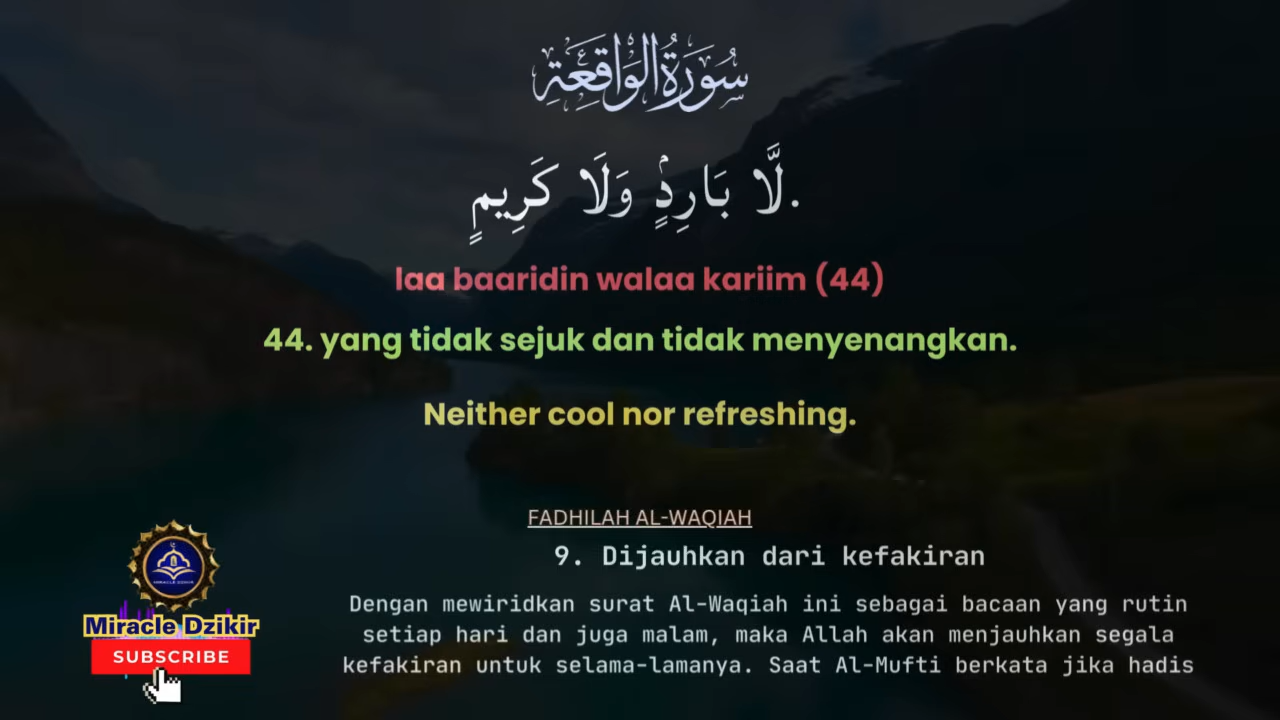 سُورَةُ الوَاقِعَةِ
لَّا بَارِدٍۢ وَلَا كَرِيمٍ.
laa baaridin walaa kariim (44)
44. yang tidak sejuk dan tidak menyenangkan.
Neither cool nor refreshing.
FADHILAH AL-WAQIAH
9. Dijauhkan dari kefakiran
Dengan mewiridkan surat Al-Waqiah ini sebagai bacaan yang rutin
setiap hari dan juga malam, maka Allah akan menjauhkan segala
kefakiran untuk selama-lamanya. Saat Al-Mufti berkata jika hadis
MIRACLE DZIKIR
Miracle Dzikir
SUBSCRIBE